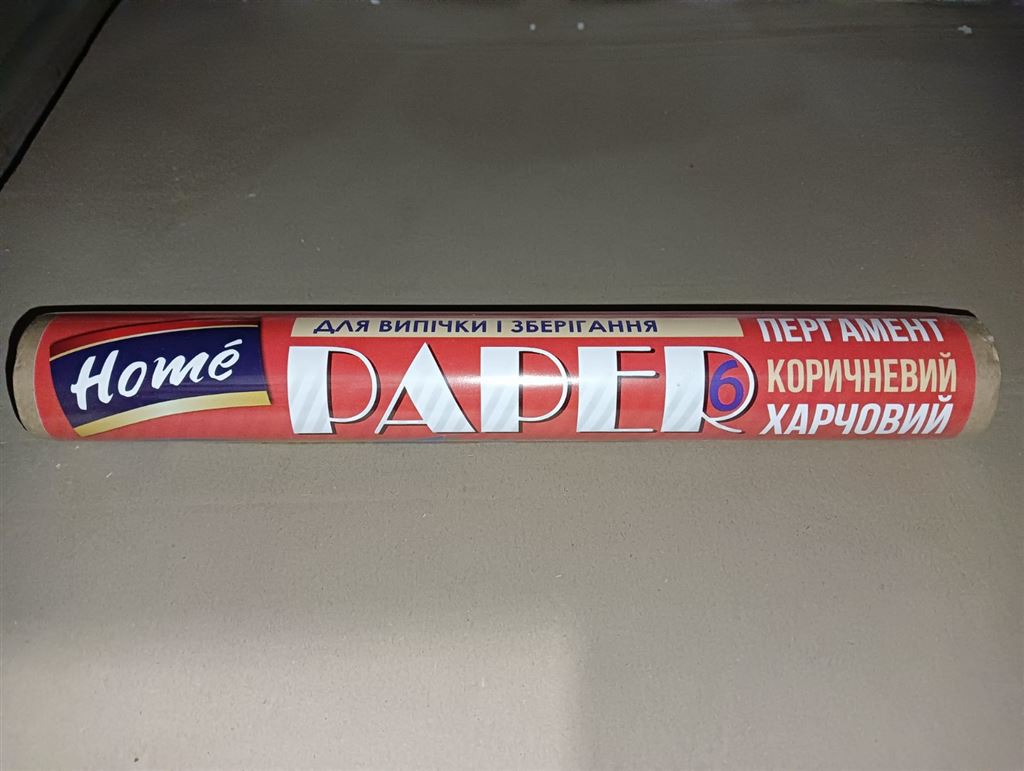 Homé
ДЛЯ ВИПІЧКИ І ЗБЕРІГАННЯ
PAPER
6
ПЕРГАМЕНТ
КОРИЧНЕВИЙ
ХАРЧОВИЙ